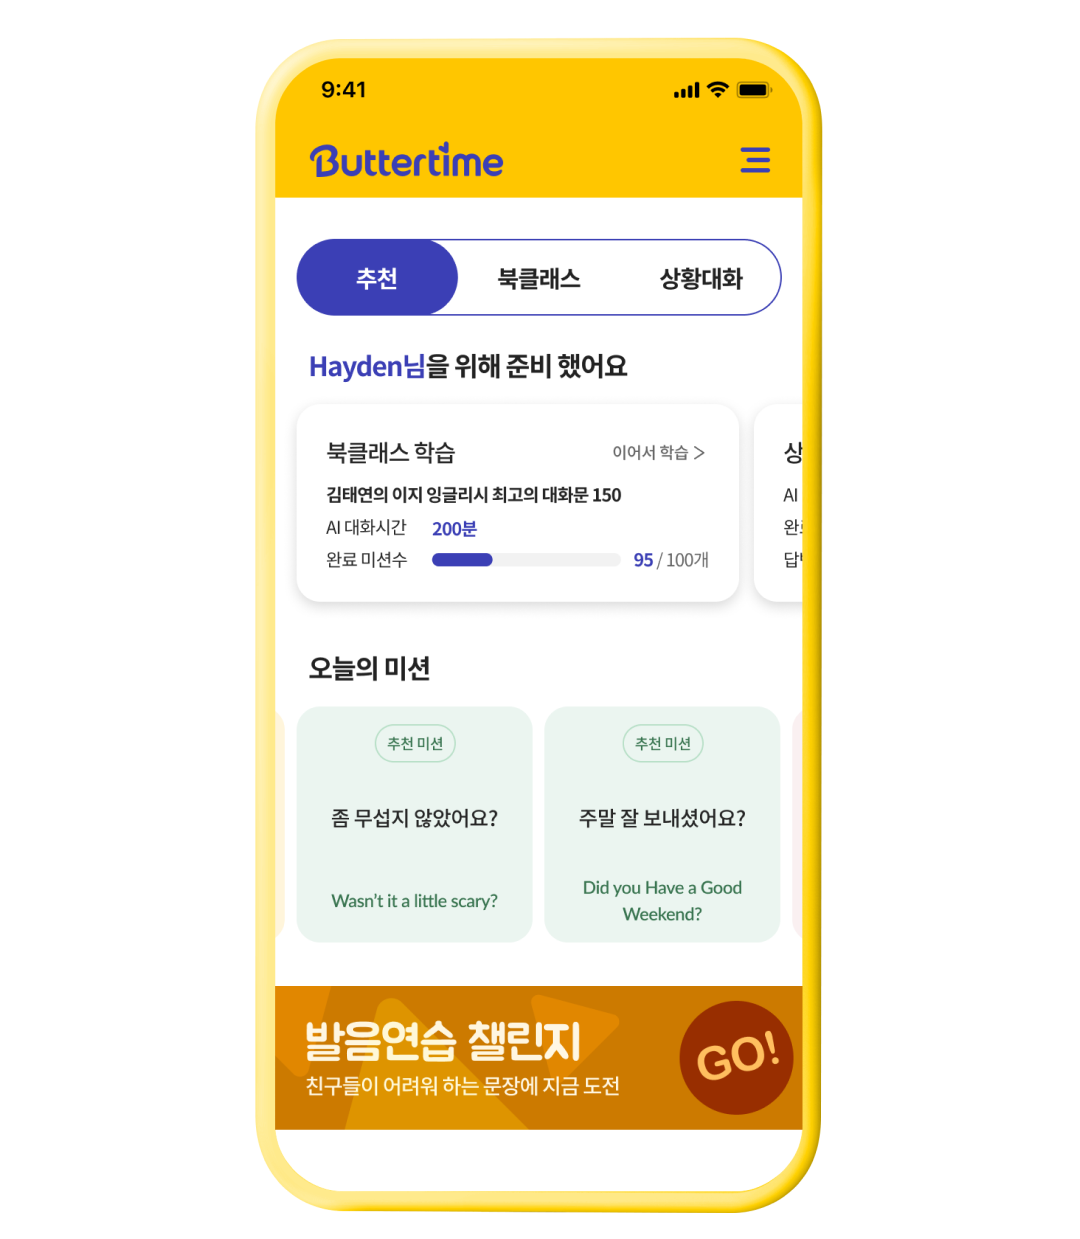 9:41
Buttertime
추천 북클래스 상황대화
Hayden님을 위해 준비 했어요
북클래스 학습 이어서 학습 >
김태연의 이지 잉글리시 최고의 대화문 150
AI 대화시간 200분
완료 미션수 95 / 100개
상
AI
완료
답변
오늘의 미션
추천 미션
좀 무섭지 않았어요?
Wasn't it a little scary?
추천 미션
주말 잘 보내셨어요?
Did you Have a Good
Weekend?
발음연습 챌린지
친구들이 어려워 하는 문장에 지금 도전
GO!